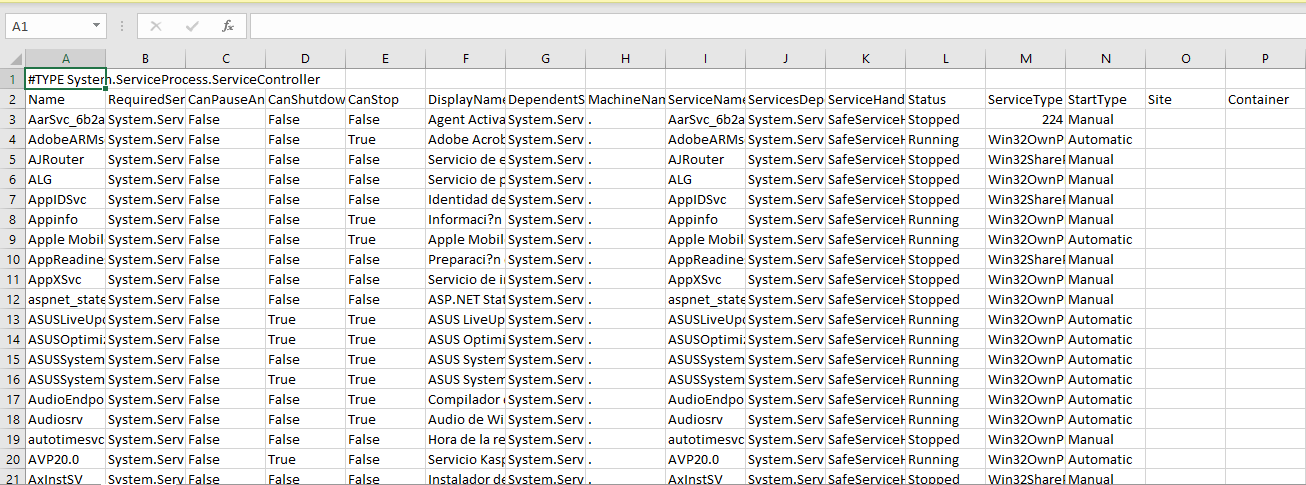 A1 fx
A B C D E F G H I J K L M N O P
1 #TYPE System.ServiceProcess.ServiceController
2 Name RequiredSer CanPauseAn CanShutdow CanStop DisplayName DependentS MachineNam ServiceName ServicesDep ServiceHand Status ServiceType StartType Site Container
3 AarSvc_6b2a System.Serv False False False Agent Activa System.Serv . AarSvc_6b2a System.Serv SafeServiceH Stopped 224 Manual
4 AdobeARMs System.Serv False False True Adobe Acrob System.Serv . AdobeARMs System.Serv SafeServiceH Running Win32OwnP Automatic
5 AJRouter System.Serv False False False Servicio de e System.Serv . AJRouter System.Serv SafeServiceH Stopped Win32Share Manual
6 ALG System.Serv False False False Servicio de p System.Serv . ALG System.Serv SafeServiceH Stopped Win32OwnP Manual
7 AppIDSvc System.Serv False False False Identidad de System.Serv . AppIDSvc System.Serv SafeServiceH Stopped Win32Share Manual
8 Appinfo System.Serv False False True Informaci?n System.Serv . Appinfo System.Serv SafeServiceH Running Win32OwnP Manual
9 Apple Mobil System.Serv False False True Apple Mobil System.Serv . Apple Mobil System.Serv SafeServiceH Running Win32OwnP Automatic
10 AppReadine System.Serv False False False Preparaci?n System.Serv . AppReadine System.Serv SafeServiceH Stopped Win32Share Manual
11 AppXSvc System.Serv False False False Servicio de i System.Serv . AppXSvc System.Serv SafeServiceH Stopped Win32OwnP Manual
12 aspnet_state System.Serv False False False ASP.NET Stat System.Serv . aspnet_state System.Serv SafeServiceH Stopped Win32OwnP Manual
13 ASUSLiveUpd System.Serv False True True ASUS LiveUp System.Serv . ASUSLiveUpd System.Serv SafeServiceH Running Win32OwnP Automatic
14 ASUSOptimiz System.Serv False True True ASUS Optimi System.Serv . ASUSOptimiz System.Serv SafeServiceH Running Win32OwnP Automatic
15 ASUSSystem System.Serv False False True ASUS System System.Serv . ASUSSystem System.Serv SafeServiceH Running Win32OwnP Automatic
16 ASUSSystem System.Serv False True True ASUS System System.Serv . ASUSSystem System.Serv SafeServiceH Running Win32OwnP Automatic
17 AudioEndpo System.Serv False False True Compilador System.Serv . AudioEndpo System.Serv SafeServiceH Running Win32OwnP Automatic
18 Audiosrv System.Serv False False True Audio de Wi System.Serv . Audiosrv System.Serv SafeServiceH Running Win32OwnP Automatic
19 autotimesvc System.Serv False False False Hora de la re System.Serv . autotimesvc System.Serv SafeServiceH Stopped Win32OwnP Manual
20 AVP20.0 System.Serv False True False Servicio Kasp System.Serv . AVP20.0 System.Serv SafeServiceH Running Win32OwnP Automatic
21 AxInstSV System.Serv False False False Instalador de System.Serv . AxInstSV System.Serv SafeServiceH Stopped Win32Share Manual